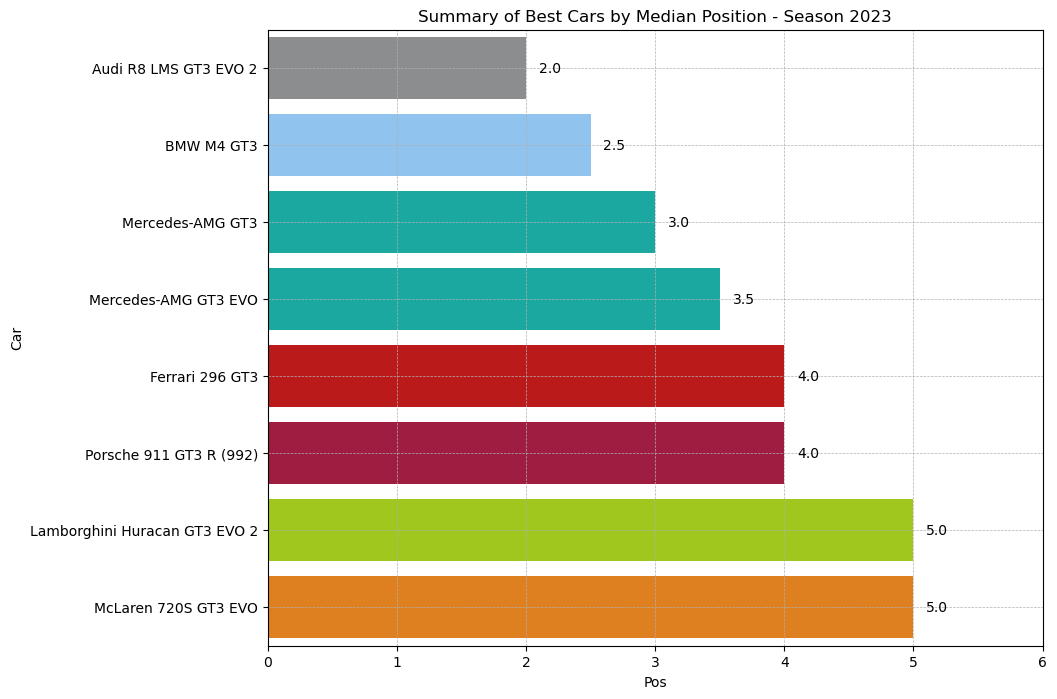 Summary of Best Cars by Median Position - Season 2023
Audi R8 LMS GT3 EVO 2
2.0
BMW M4 GT3
2.5
Mercedes-AMG GT3
3.0
Mercedes-AMG GT3 EVO
3.5
Car
Ferrari 296 GT3
4.0
Porsche 911 GT3 R (992)
4.0
Lamborghini Huracan GT3 EVO 2
5.0
McLaren 720S GT3 EVO
5.0
0 1 2 3 4 5 6
Pos